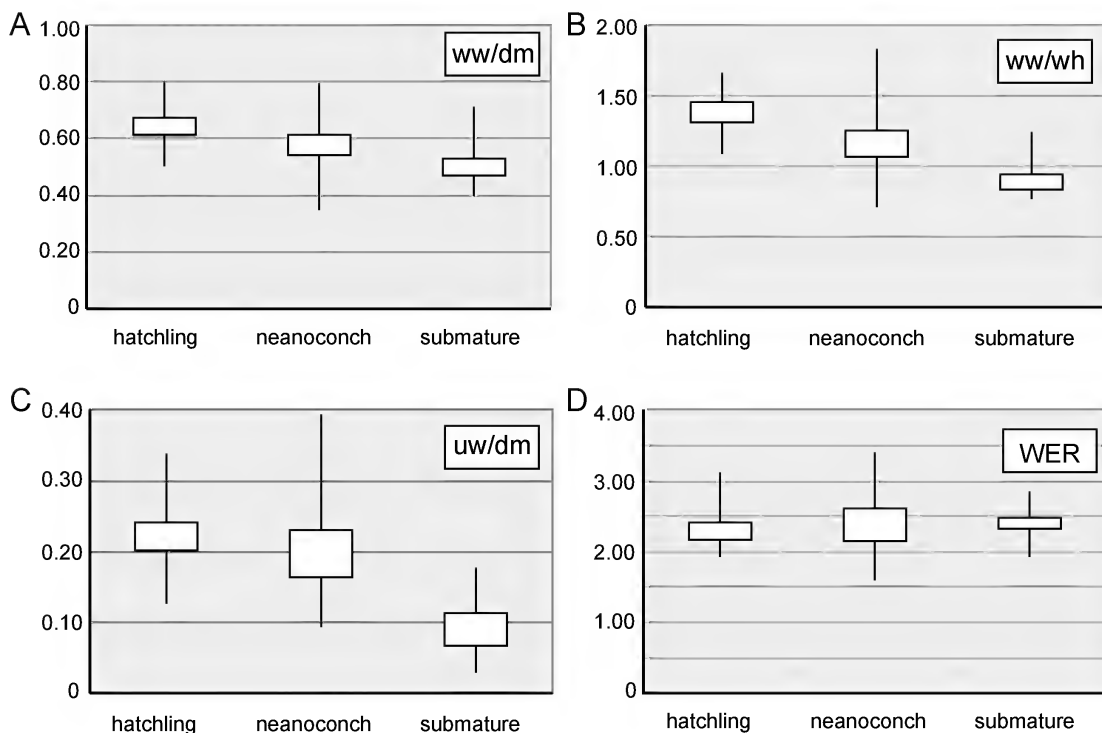 A
1.00
0.80
0.60
0.40
0.20
0
ww/dm
hatchling neanoconch submature
B
2.00
1.50
1.00
0.50
0
ww/wh
hatchling neanoconch submature
C
0.40
0.30
0.20
0.10
0
uw/dm
hatchling neanoconch submature
D
4.00
3.00
2.00
1.00
0
WER
hatchling neanoconch submature